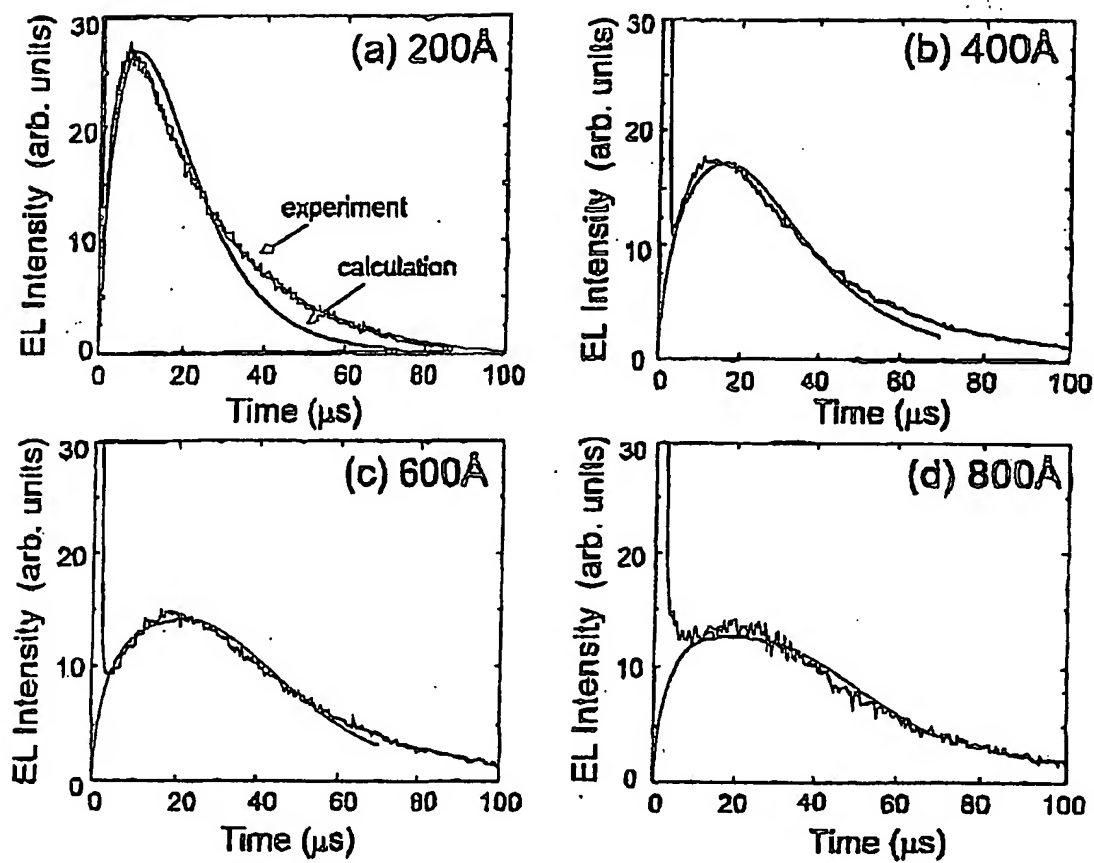 (a) 200Å
EL Intensity (arb. units)
30
20
10
0
experiment
calculation
0 20 40 60 80 100
Time (μs)
(b) 400Å
EL Intensity (arb. units)
30
20
10
0
0 20 40 60 80 100
Time (μs)
(c) 600Å
EL Intensity (arb. units)
30
20
10
0
0 20 40 60 80 100
Time (μs)
(d) 800Å
EL Intensity (arb. units)
30
20
10
0
0 20 40 60 80 100
Time (μs)